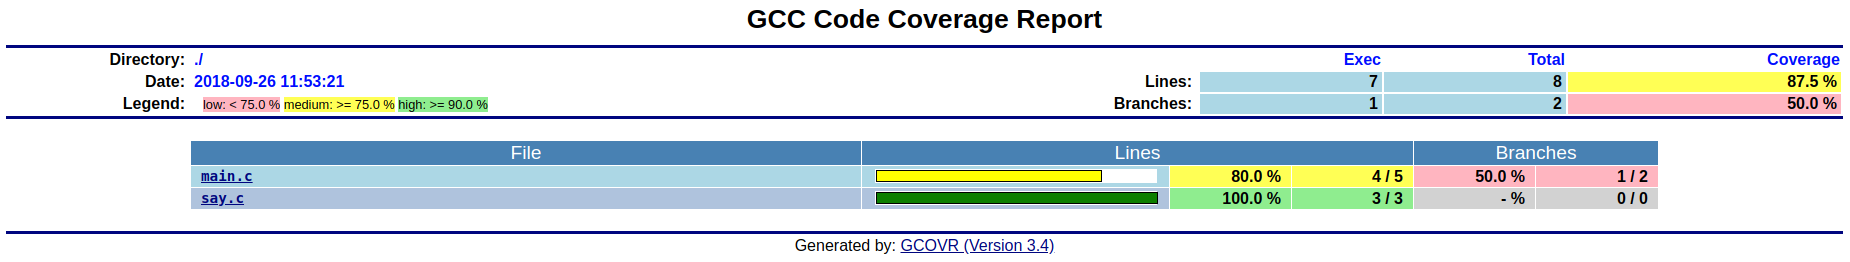 GCC Code Coverage Report
Directory: ./ Exec Total Coverage
Date: 2018-09-26 11:53:21 Lines: 7 8 87.5 %
Legend: low: < 75.0 % medium: >= 75.0 % high: >= 90.0 % Branches: 1 2 50.0 %
File Lines Branches
main.c 80.0 % 4 / 5 50.0 % 1 / 2
say.c 100.0 % 3 / 3 - % 0 / 0
Generated by: GCOVR (Version 3.4)